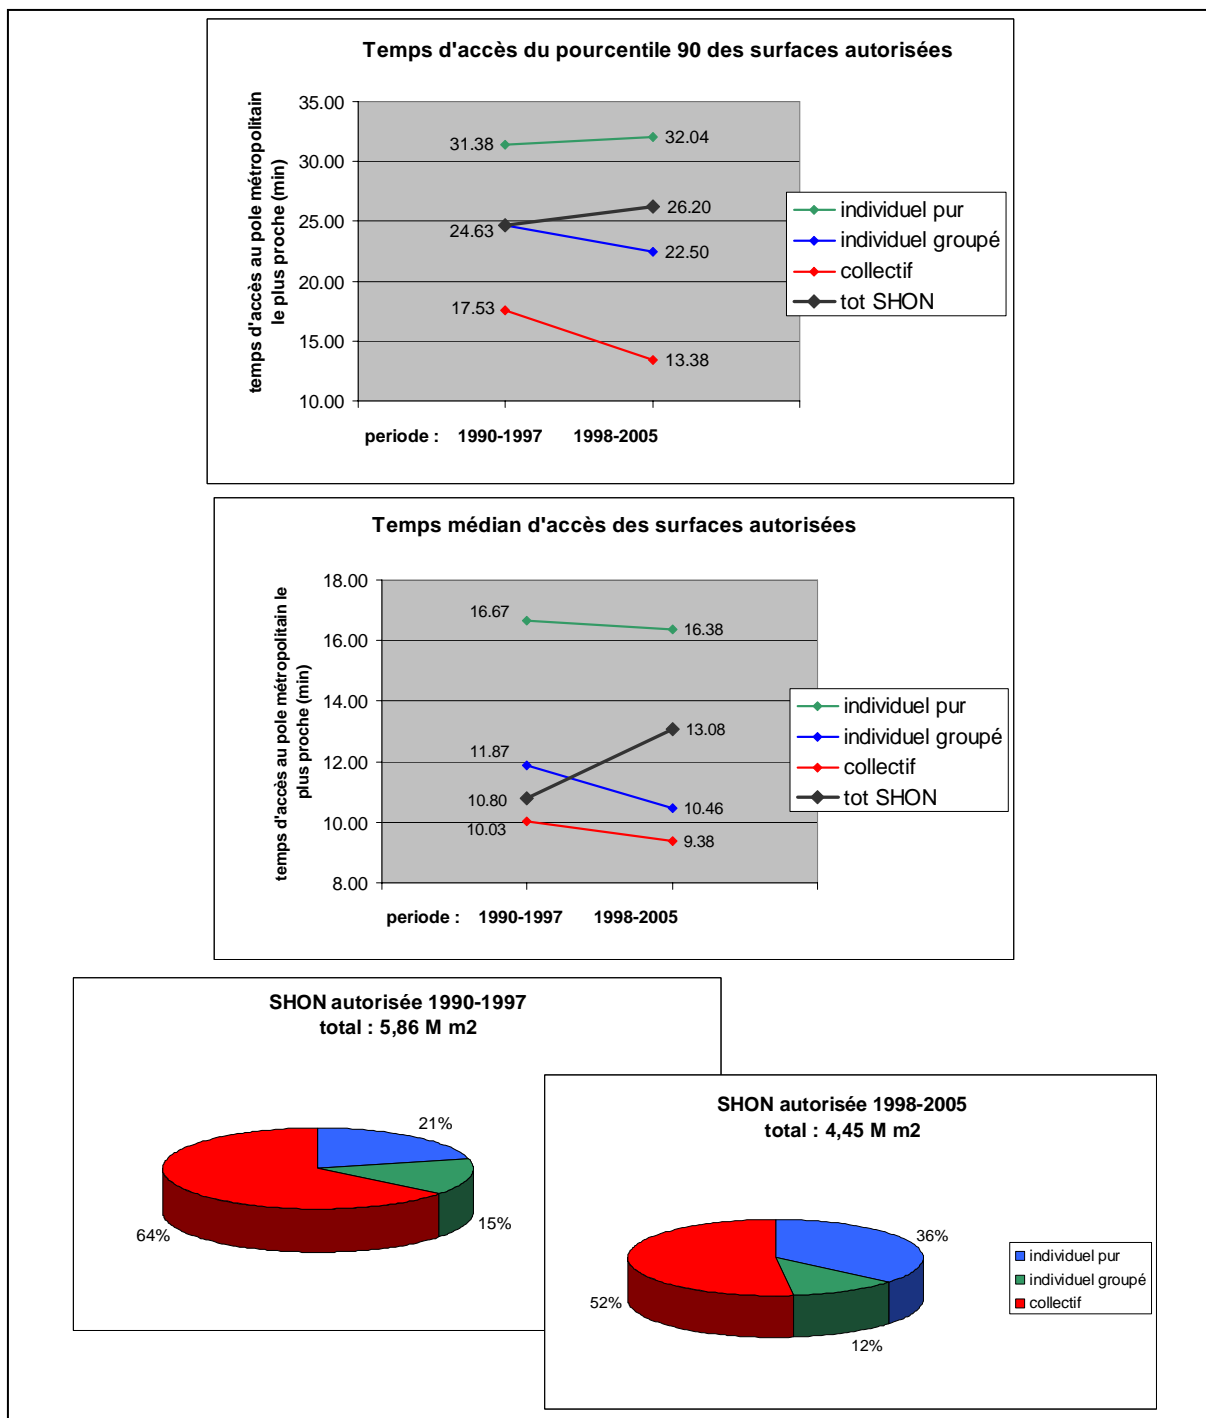 Temps d'accès du pourcentile 90 des surfaces autorisées
temps d'accès au pole métropolitain
le plus proche (min)
35.00
30.00
25.00
20.00
15.00
10.00
31.38
32.04
24.63
26.20
22.50
17.53
13.38
individuel pur
individuel groupé
collectif
tot SHON
periode : 1990-1997 1998-2005
Temps médian d'accès des surfaces autorisées
temps d'accès au pole métropolitain le
plus proche (min)
18.00
16.00
14.00
12.00
10.00
8.00
16.67
16.38
11.87
13.08
10.80
10.46
10.03
9.38
individuel pur
individuel groupé
collectif
tot SHON
periode : 1990-1997 1998-2005
SHON autorisée 1990-1997
total : 5,86 M m2
21%
15%
64%
SHON autorisée 1998-2005
total : 4,45 M m2
36%
12%
52%
individuel pur
individuel groupé
collectif